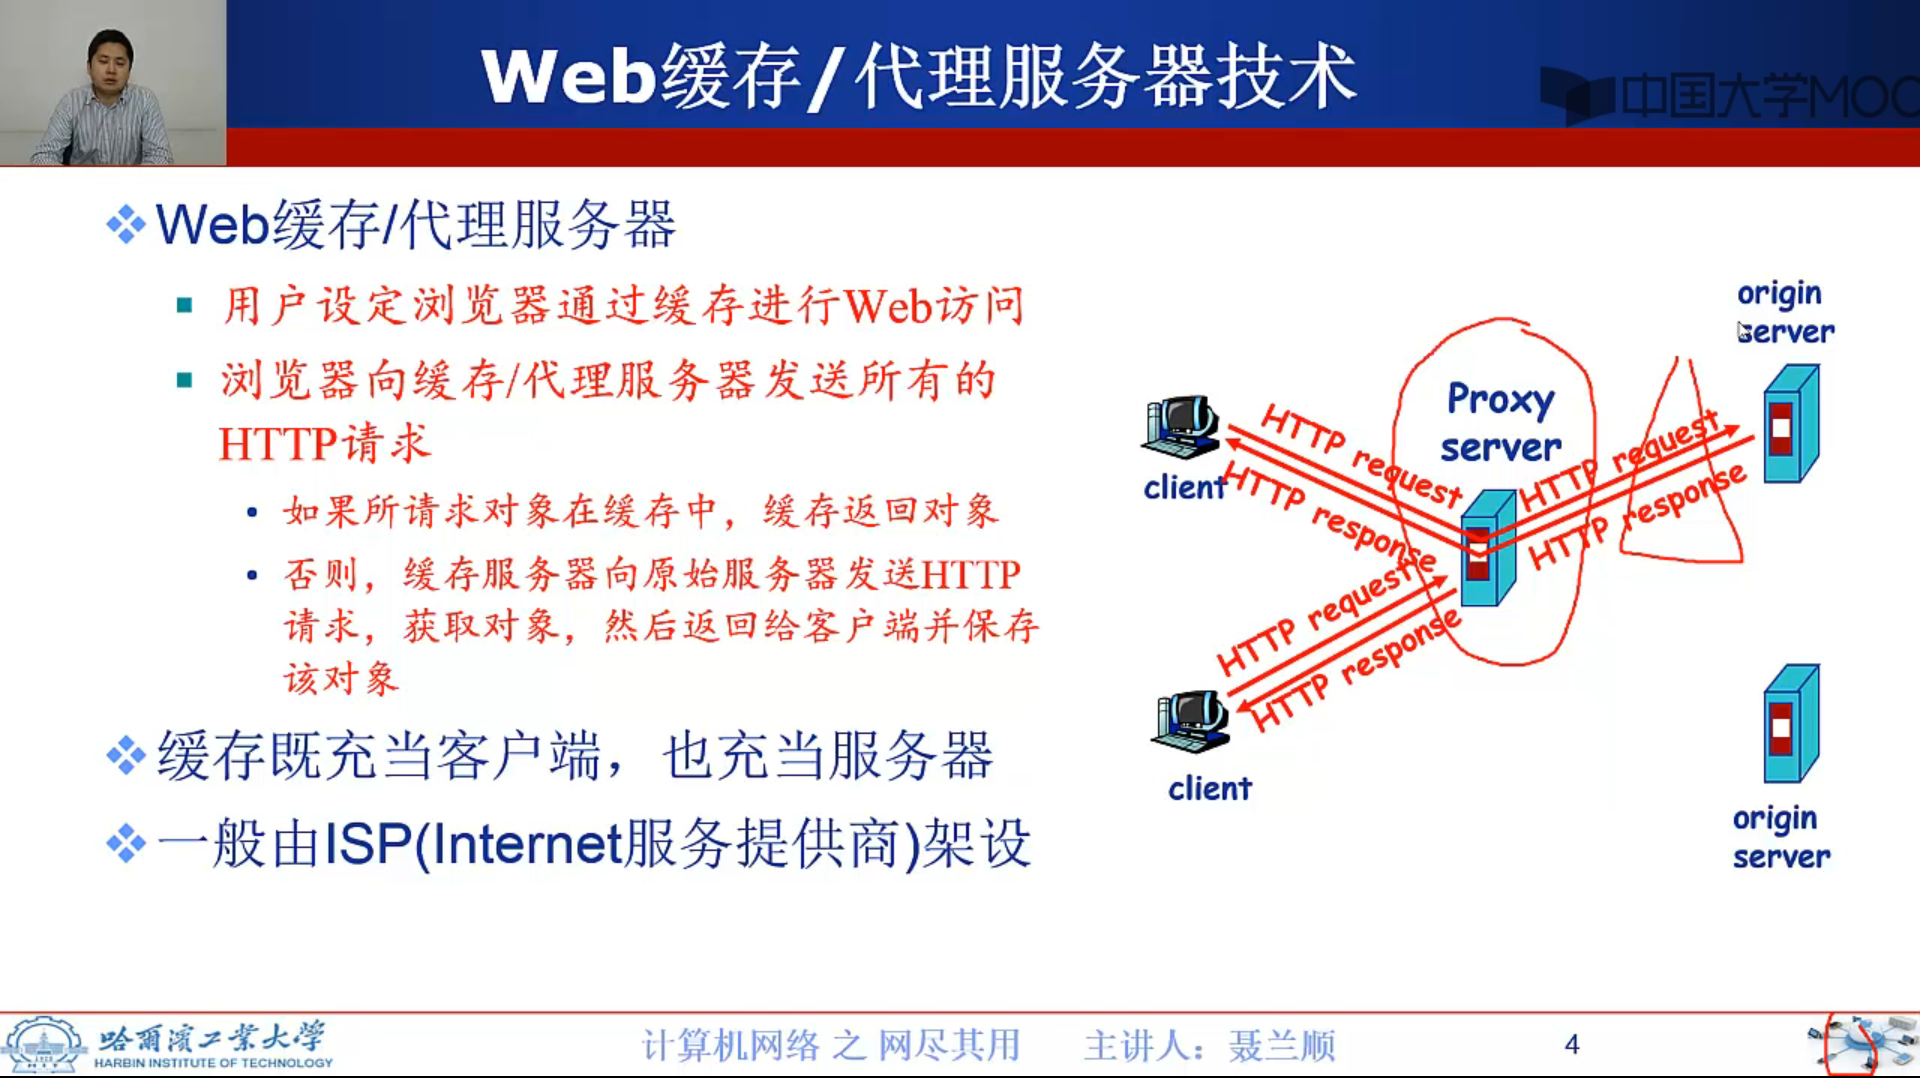 Web缓存/代理服务器技术
中国大学MOO
Web缓存/代理服务器
用户设定浏览器通过缓存进行Web访问
浏览器向缓存/代理服务器发送所有的
HTTP请求
如果所请求对象在缓存中，缓存返回对象
否则，缓存服务器向原始服务器发送HTTP
请求，获取对象，然后返回给客户端并保存
该对象
缓存既充当客户端，也充当服务器
一般由ISP(Internet服务提供商)架设
origin
server
Proxy
server
client
HTTP request
HTTP response
HTTP request
HTTP response
HTTP request
HTTP response
client
origin
server
哈爾濱工業大學
HARBIN INSTITUTE OF TECHNOLOGY
计算机网络 之 网尽其用
主讲人：聂兰顺
4